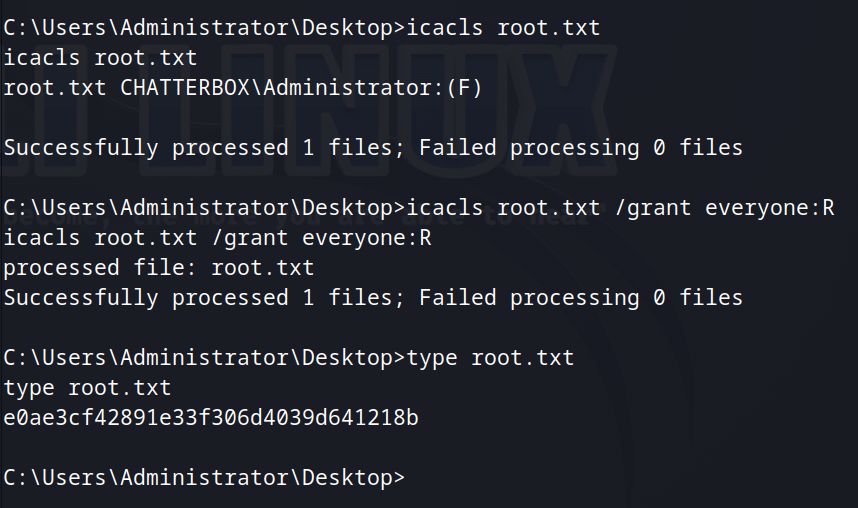 C:\Users\Administrator\Desktop>icacls root.txt
icacls root.txt
root.txt CHATTERBOX\Administrator:(F)
Successfully processed 1 files; Failed processing 0 files
C:\Users\Administrator\Desktop>icacls root.txt /grant everyone:R
icacls root.txt /grant everyone:R
processed file: root.txt
Successfully processed 1 files; Failed processing 0 files
C:\Users\Administrator\Desktop>type root.txt
type root.txt
e0ae3cf42891e33f306d4039d641218b
C:\Users\Administrator\Desktop>
LINUX